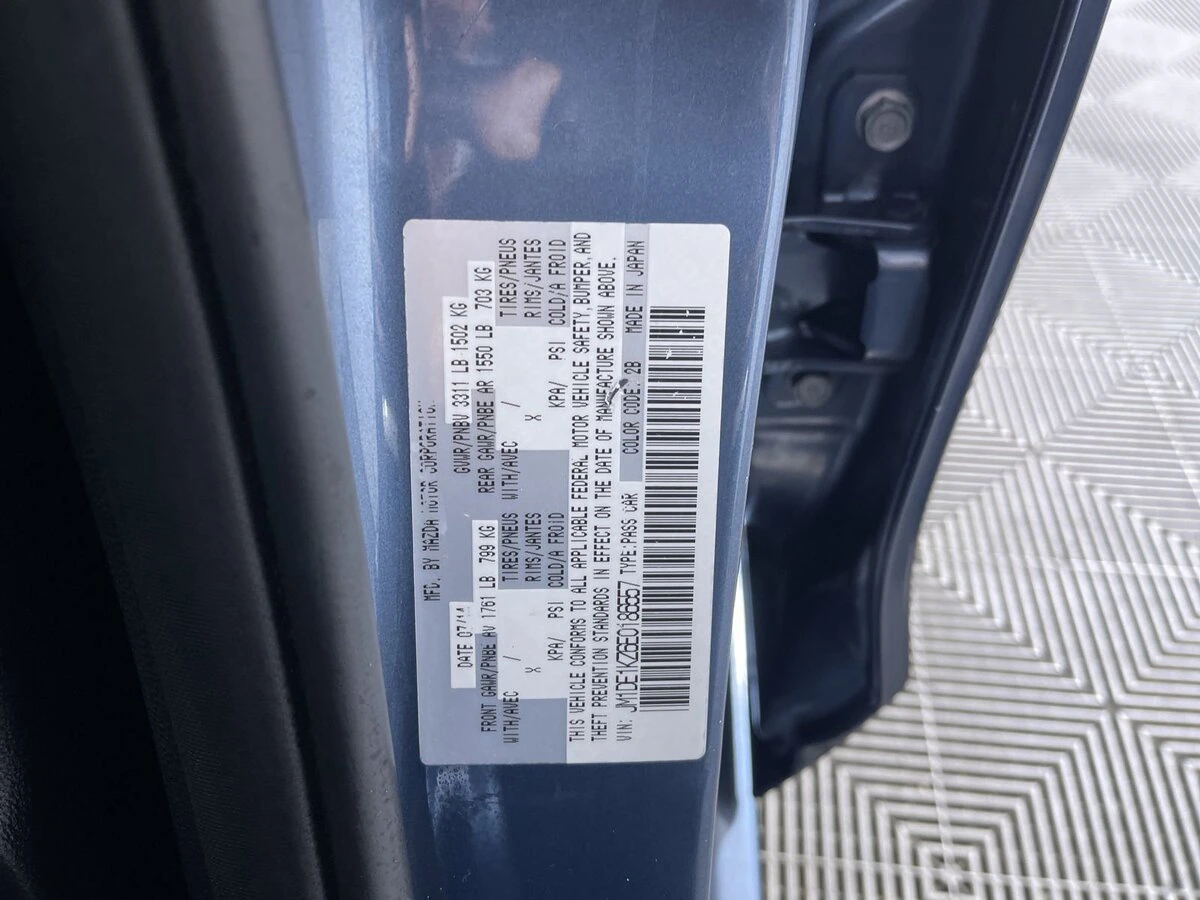 MFD. BY MAZDA MOTOR CORPORATION
DATE 07/14 GVWR/PNBV 3311 LB 1502 KG
FRONT GAWR/PNBE AV 1761 LB 799 KG REAR GAWR/PNBE AR 1550 LB 703 KG
WITH/AVEC / TIRES/PNEUS WITH/AVEC / TIRES/PNEUS
X RIMS/JANTES X RIMS/JANTES
KPA/ PSI COLD/A FROID KPA/ PSI COLD/A FROID
THIS VEHICLE CONFORMS TO ALL APPLICABLE FEDERAL MOTOR VEHICLE SAFETY, BUMPER, AND
THEFT PREVENTION STANDARDS IN EFFECT ON THE DATE OF MANUFACTURE SHOWN ABOVE.
VIN: JM1DE1KZ6E0186557 TYPE:PASS CAR COLOR CODE: 2B MADE IN JAPAN